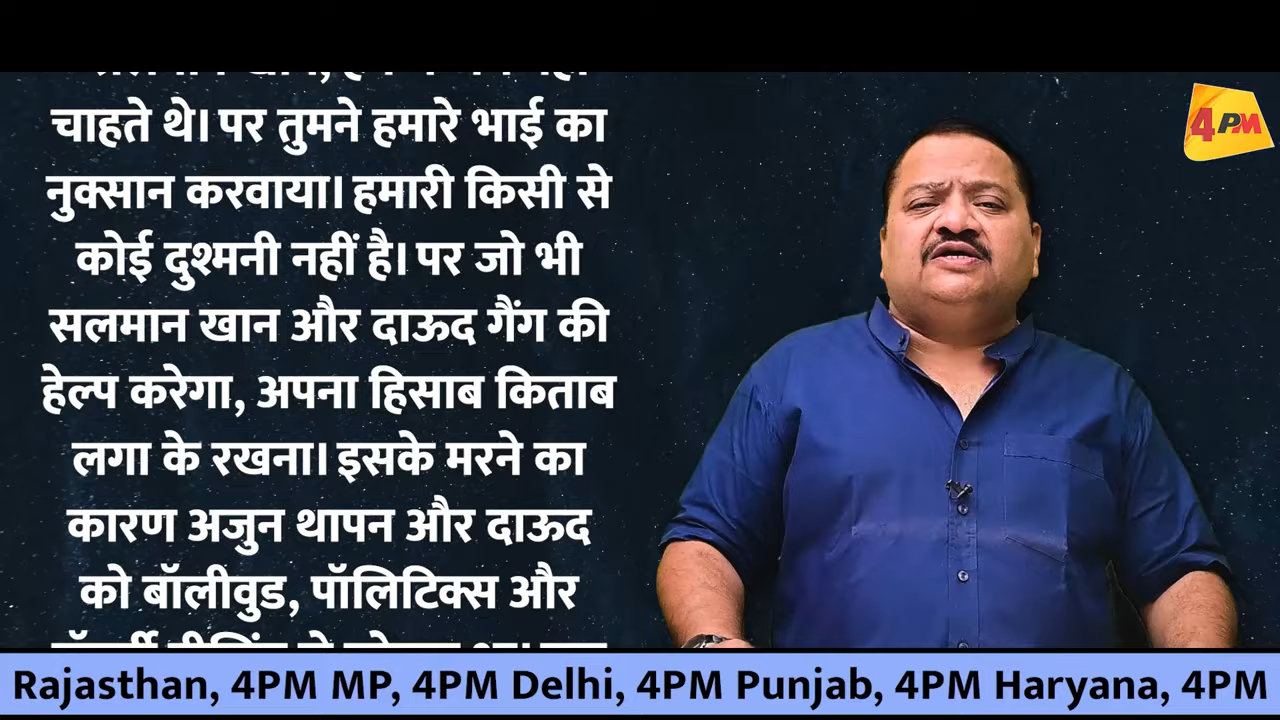 चाहते थे। पर तुमने हमारे भाई का
नुक्सान करवाया। हमारी किसी से
कोई दुश्मनी नहीं है। पर जो भी
सलमान खान और दाऊद गैंग की
हेल्प करेगा, अपना हिसाब किताब
लगा के रखना। इसके मरने का
कारण अजुन थापन और दाऊद
को बॉलीवुड, पॉलिटिक्स और
4PM
Rajasthan, 4PM MP, 4PM Delhi, 4PM Punjab, 4PM Haryana, 4PM